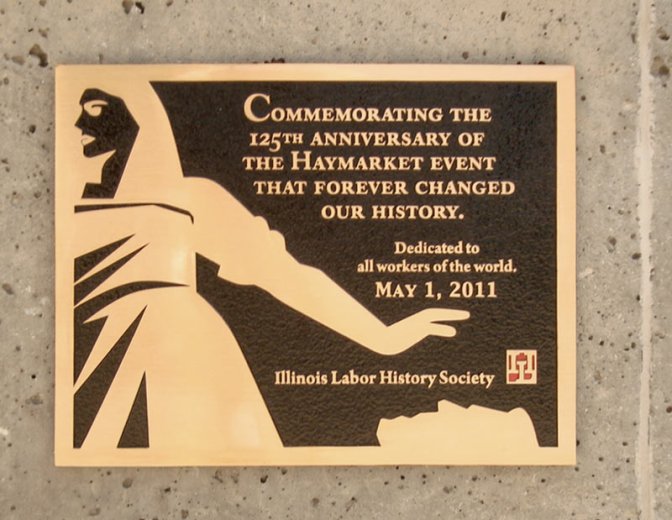 Commemorating the
125th anniversary of
the Haymarket event
that forever changed
our history.
Dedicated to
all workers of the world.
May 1, 2011
Illinois Labor History Society